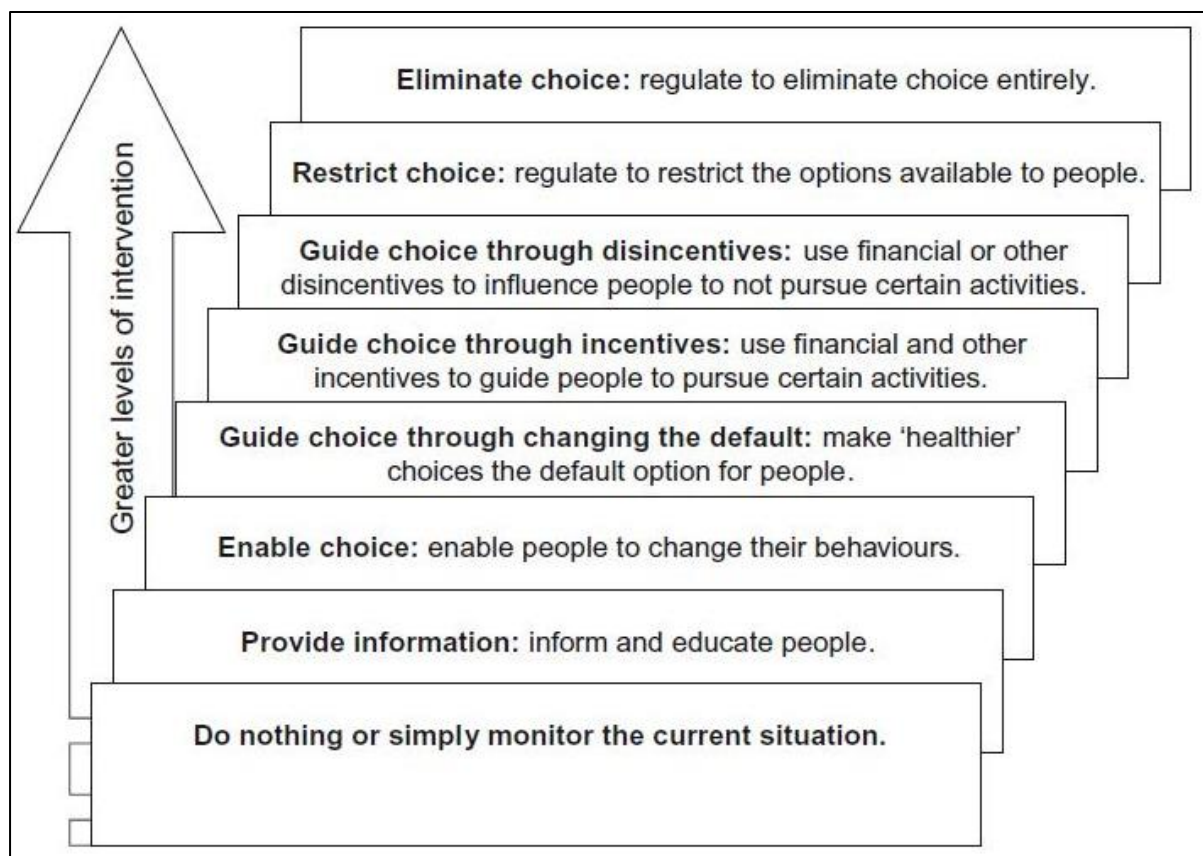 Eliminate choice: regulate to eliminate choice entirely.
Restrict choice: regulate to restrict the options available to people.
Guide choice through disincentives: use financial or other
disincentives to influence people to not pursue certain activities.
Guide choice through incentives: use financial and other
incentives to guide people to pursue certain activities.
Guide choice through changing the default: make ‘healthier’
choices the default option for people.
Enable choice: enable people to change their behaviours.
Provide information: inform and educate people.
Do nothing or simply monitor the current situation.
Greater levels of intervention